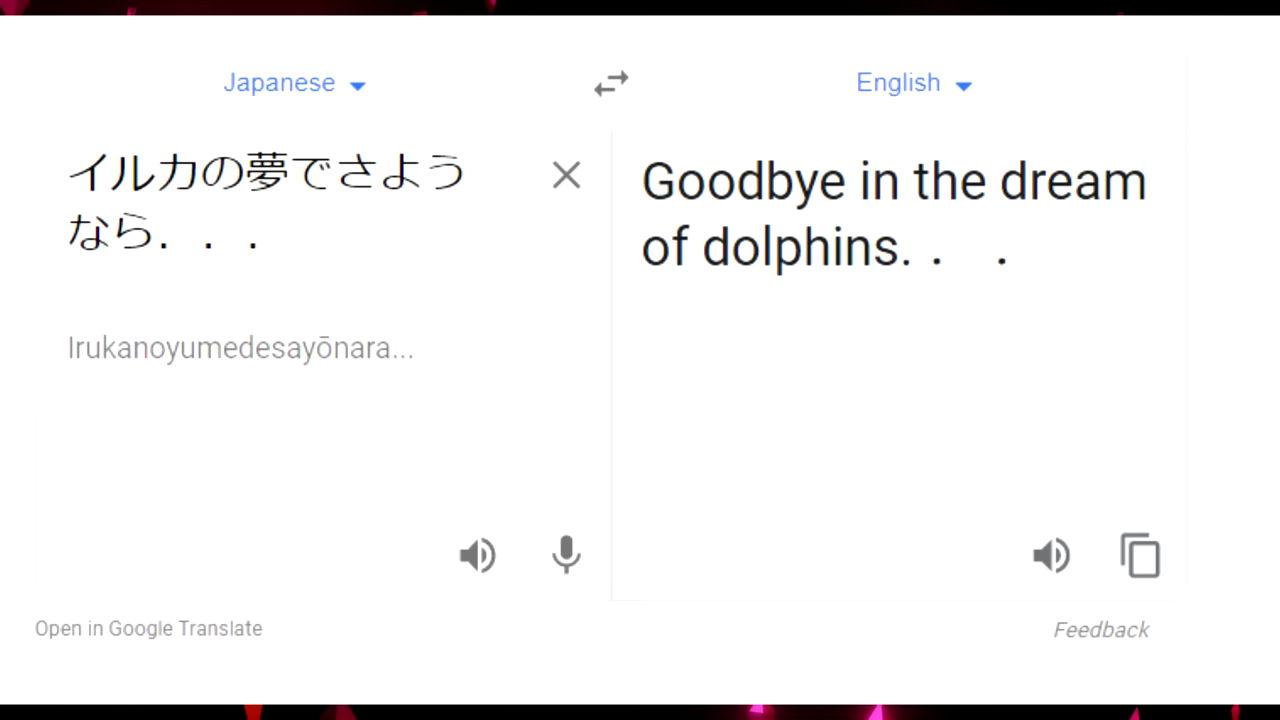 Japanese
English
イルカの夢でさよう
なら．．．
Irukanoyumedesayōnara...
Goodbye in the dream
of dolphins. ． ．
Open in Google Translate
Feedback